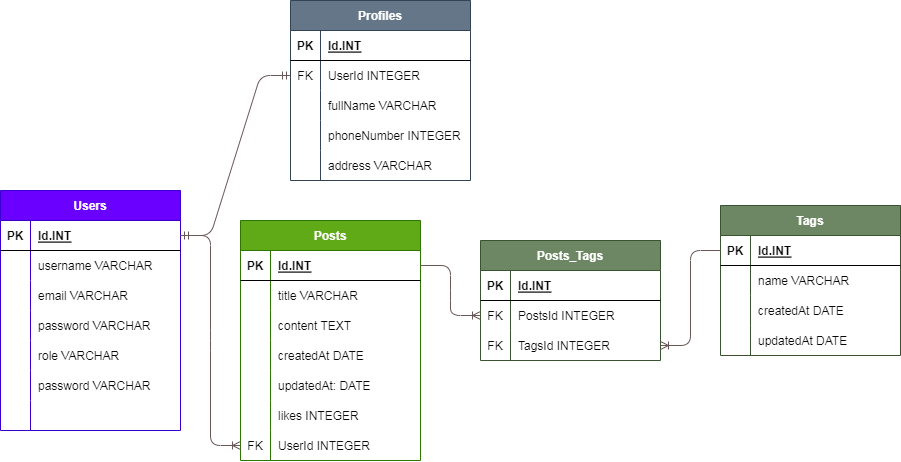 Profiles
PK Id.INT
FK UserId INTEGER
fullName VARCHAR
phoneNumber INTEGER
address VARCHAR
Users
PK Id.INT
username VARCHAR
email VARCHAR
password VARCHAR
role VARCHAR
password VARCHAR
Posts
PK Id.INT
title VARCHAR
content TEXT
createdAt DATE
updatedAt: DATE
likes INTEGER
FK UserId INTEGER
Posts_Tags
PK Id.INT
FK PostsId INTEGER
FK TagsId INTEGER
Tags
PK Id.INT
name VARCHAR
createdAt DATE
updatedAt DATE